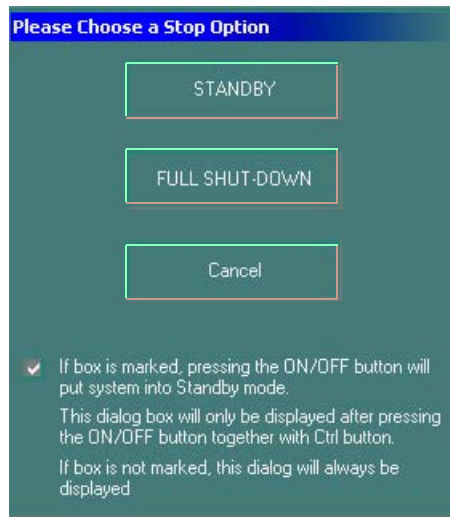 Please Choose a Stop Option
STANDBY
FULL SHUT-DOWN
Cancel
If box is marked, pressing the ON/OFF button will
put system into Standby mode.
This dialog box will only be displayed after pressing
the ON/OFF button together with Ctrl button.
If box is not marked, this dialog will always be
displayed